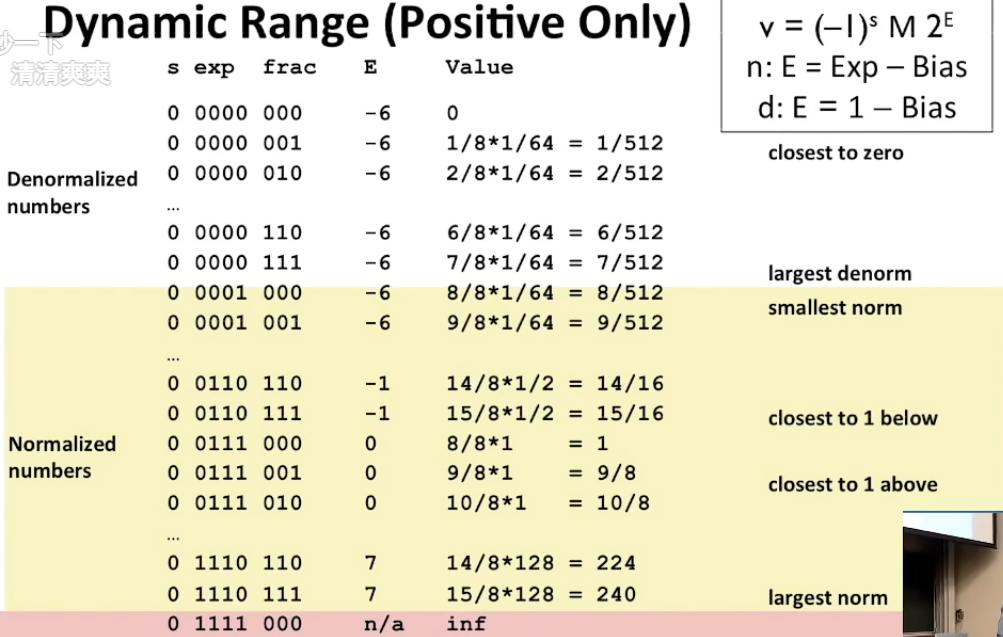 Dynamic Range (Positive Only)
v = (–1)ˢ M 2ᴱ
n: E = Exp – Bias
d: E = 1 – Bias
一下
清清爽爽
s exp frac E Value
0 0000 000 -6 0
0 0000 001 -6 1/8*1/64 = 1/512
closest to zero
0 0000 010 -6 2/8*1/64 = 2/512
Denormalized
numbers
...
0 0000 110 -6 6/8*1/64 = 6/512
0 0000 111 -6 7/8*1/64 = 7/512
largest denorm
0 0001 000 -6 8/8*1/64 = 8/512
smallest norm
0 0001 001 -6 9/8*1/64 = 9/512
...
0 0110 110 -1 14/8*1/2 = 14/16
0 0110 111 -1 15/8*1/2 = 15/16
closest to 1 below
Normalized
numbers
0 0111 000 0 8/8*1 = 1
0 0111 001 0 9/8*1 = 9/8
closest to 1 above
0 0111 010 0 10/8*1 = 10/8
...
0 1110 110 7 14/8*128 = 224
0 1110 111 7 15/8*128 = 240
largest norm
0 1111 000 n/a inf